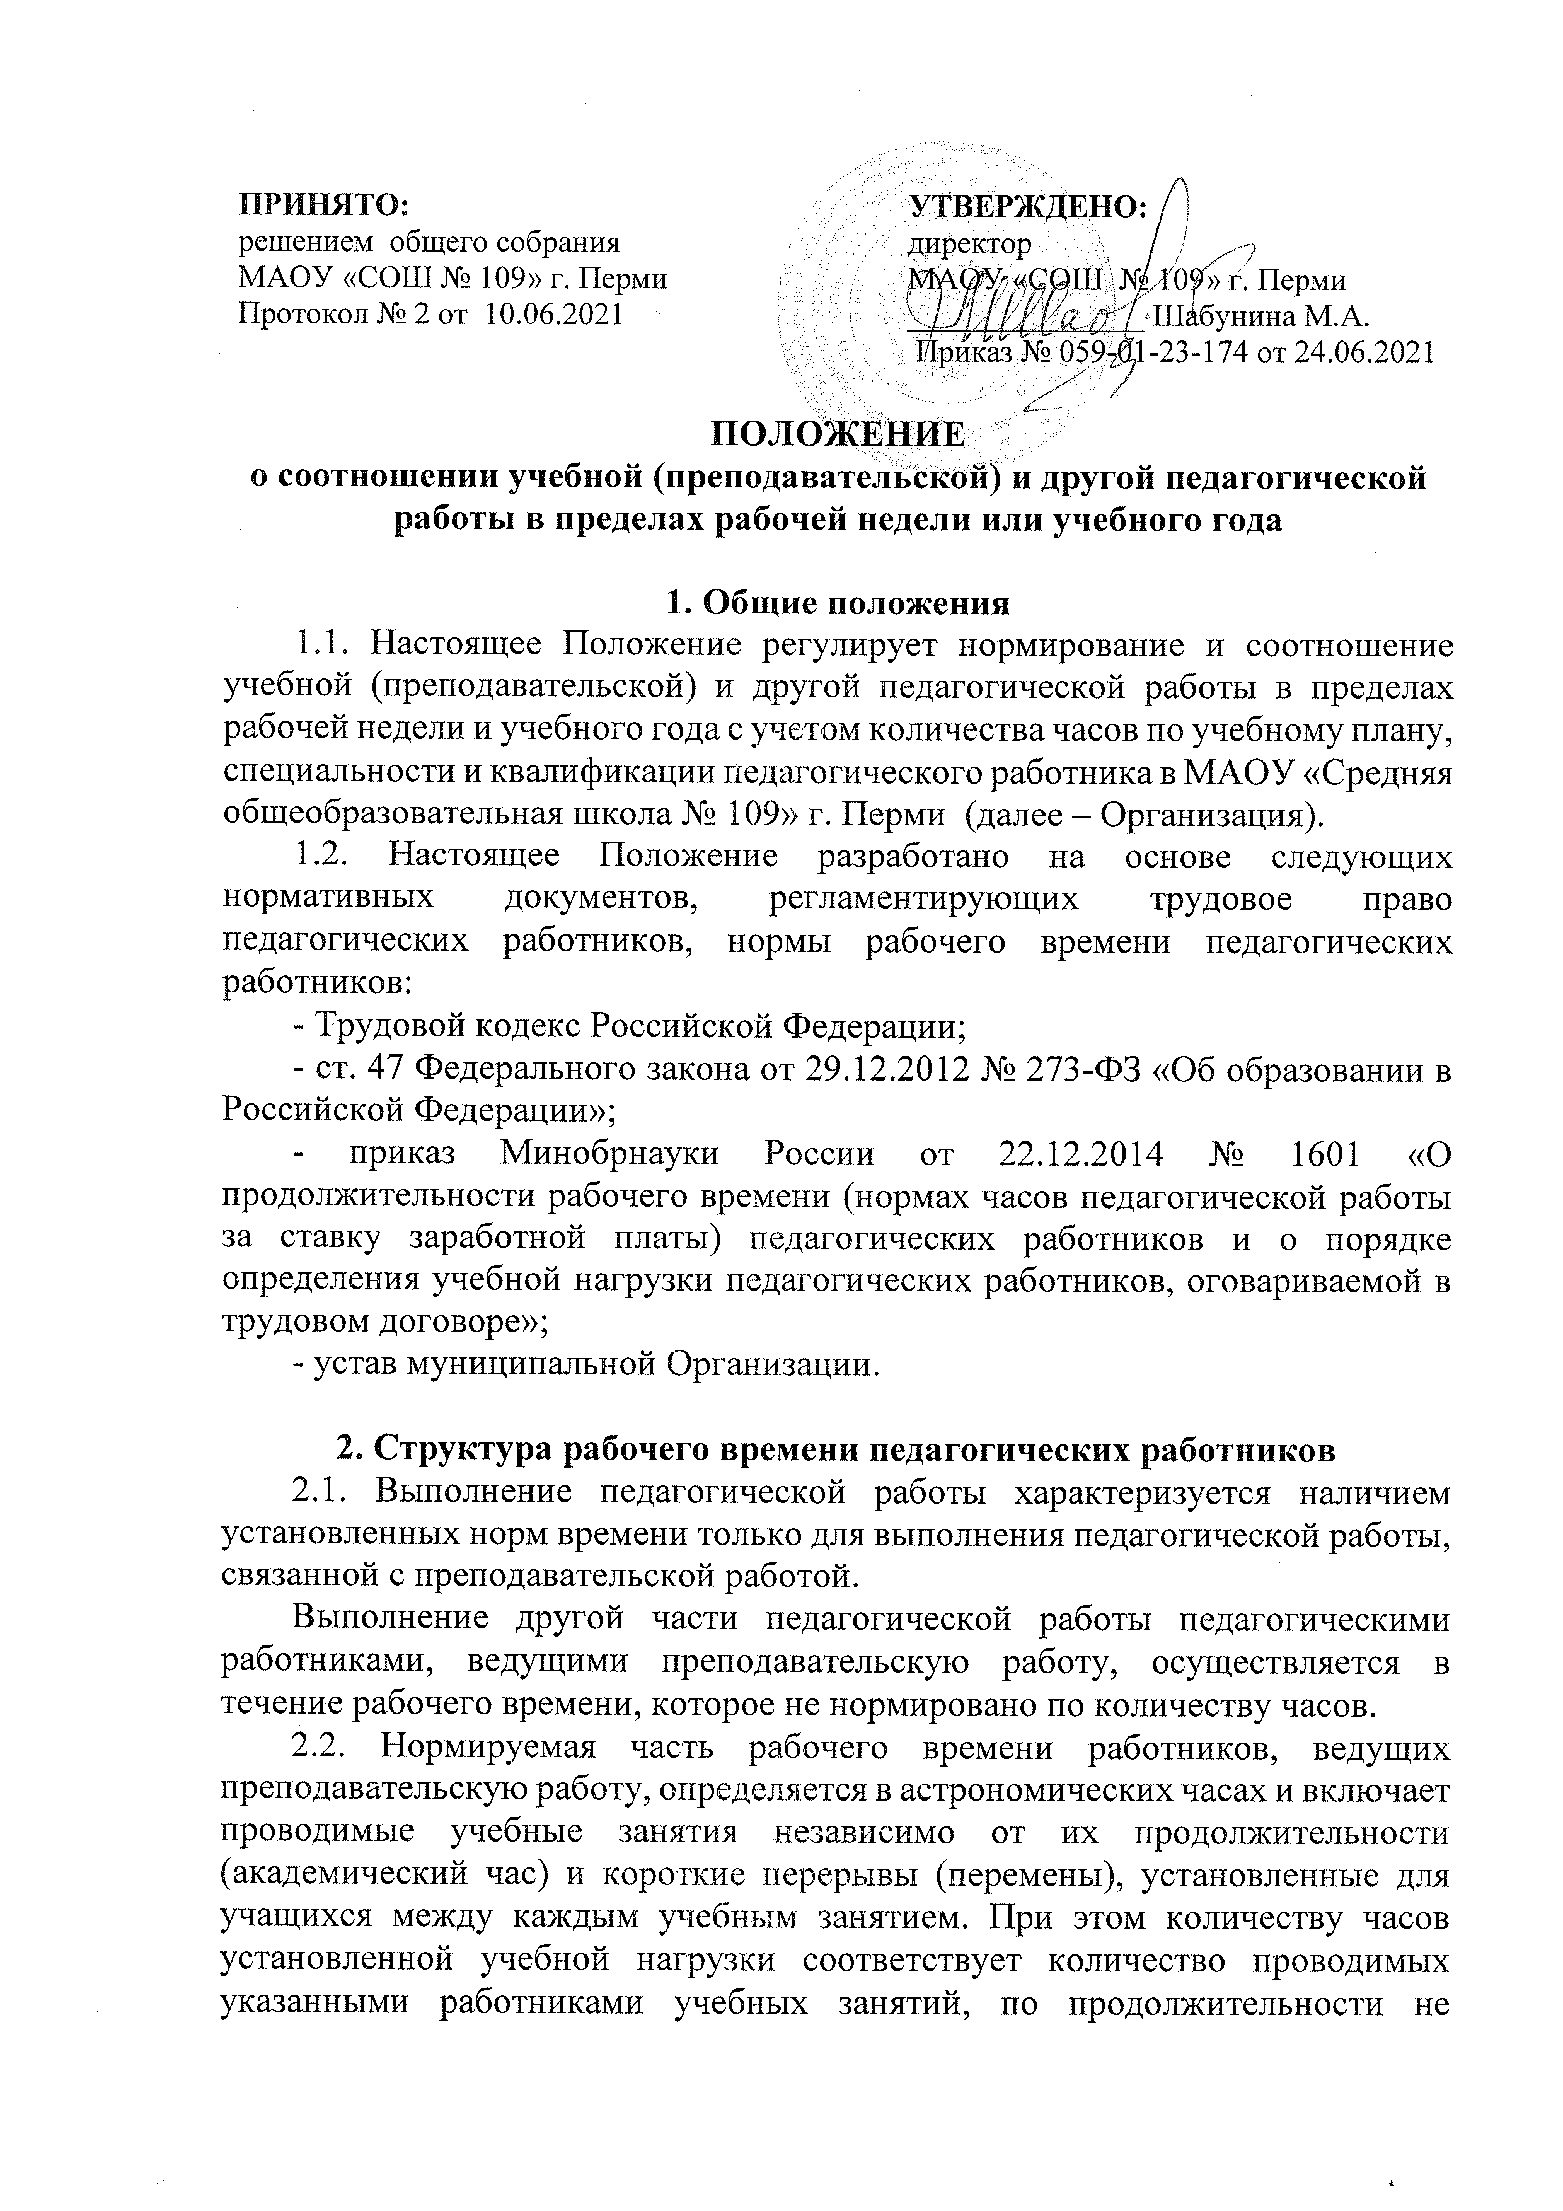 ПРИНЯТО:
решением общего собрания
МАОУ «СОШ № 109» г. Перми
Протокол № 2 от 10.06.2021
УТВЕРЖДЕНО:
директор
МАОУ «СОШ № 109» г. Перми
Шабунина М.А.
Приказ № 059-01-23-174 от 24.06.2021
ПОЛОЖЕНИЕ
о соотношении учебной (преподавательской) и другой педагогической
работы в пределах рабочей недели или учебного года
1. Общие положения
1.1. Настоящее Положение регулирует нормирование и соотношение
учебной (преподавательской) и другой педагогической работы в пределах
рабочей недели и учебного года с учетом количества часов по учебному плану,
специальности и квалификации педагогического работника в МАОУ «Средняя
общеобразовательная школа № 109» г. Перми (далее – Организация).
1.2. Настоящее Положение разработано на основе следующих
нормативных документов, регламентирующих трудовое право
педагогических работников, нормы рабочего времени педагогических
работников:
- Трудовой кодекс Российской Федерации;
- ст. 47 Федерального закона от 29.12.2012 № 273-ФЗ «Об образовании в
Российской Федерации»;
- приказ Минобрнауки России от 22.12.2014 № 1601 «О
продолжительности рабочего времени (нормах часов педагогической работы
за ставку заработной платы) педагогических работников и о порядке
определения учебной нагрузки педагогических работников, оговариваемой в
трудовом договоре»;
- устав муниципальной Организации.
2. Структура рабочего времени педагогических работников
2.1. Выполнение педагогической работы характеризуется наличием
установленных норм времени только для выполнения педагогической работы,
связанной с преподавательской работой.
Выполнение другой части педагогической работы педагогическими
работниками, ведущими преподавательскую работу, осуществляется в
течение рабочего времени, которое не нормировано по количеству часов.
2.2. Нормируемая часть рабочего времени работников, ведущих
преподавательскую работу, определяется в астрономических часах и включает
проводимые учебные занятия независимо от их продолжительности
(академический час) и короткие перерывы (перемены), установленные для
учащихся между каждым учебным занятием. При этом количеству часов
установленной учебной нагрузки соответствует количество проводимых
указанными работниками учебных занятий, по продолжительности не